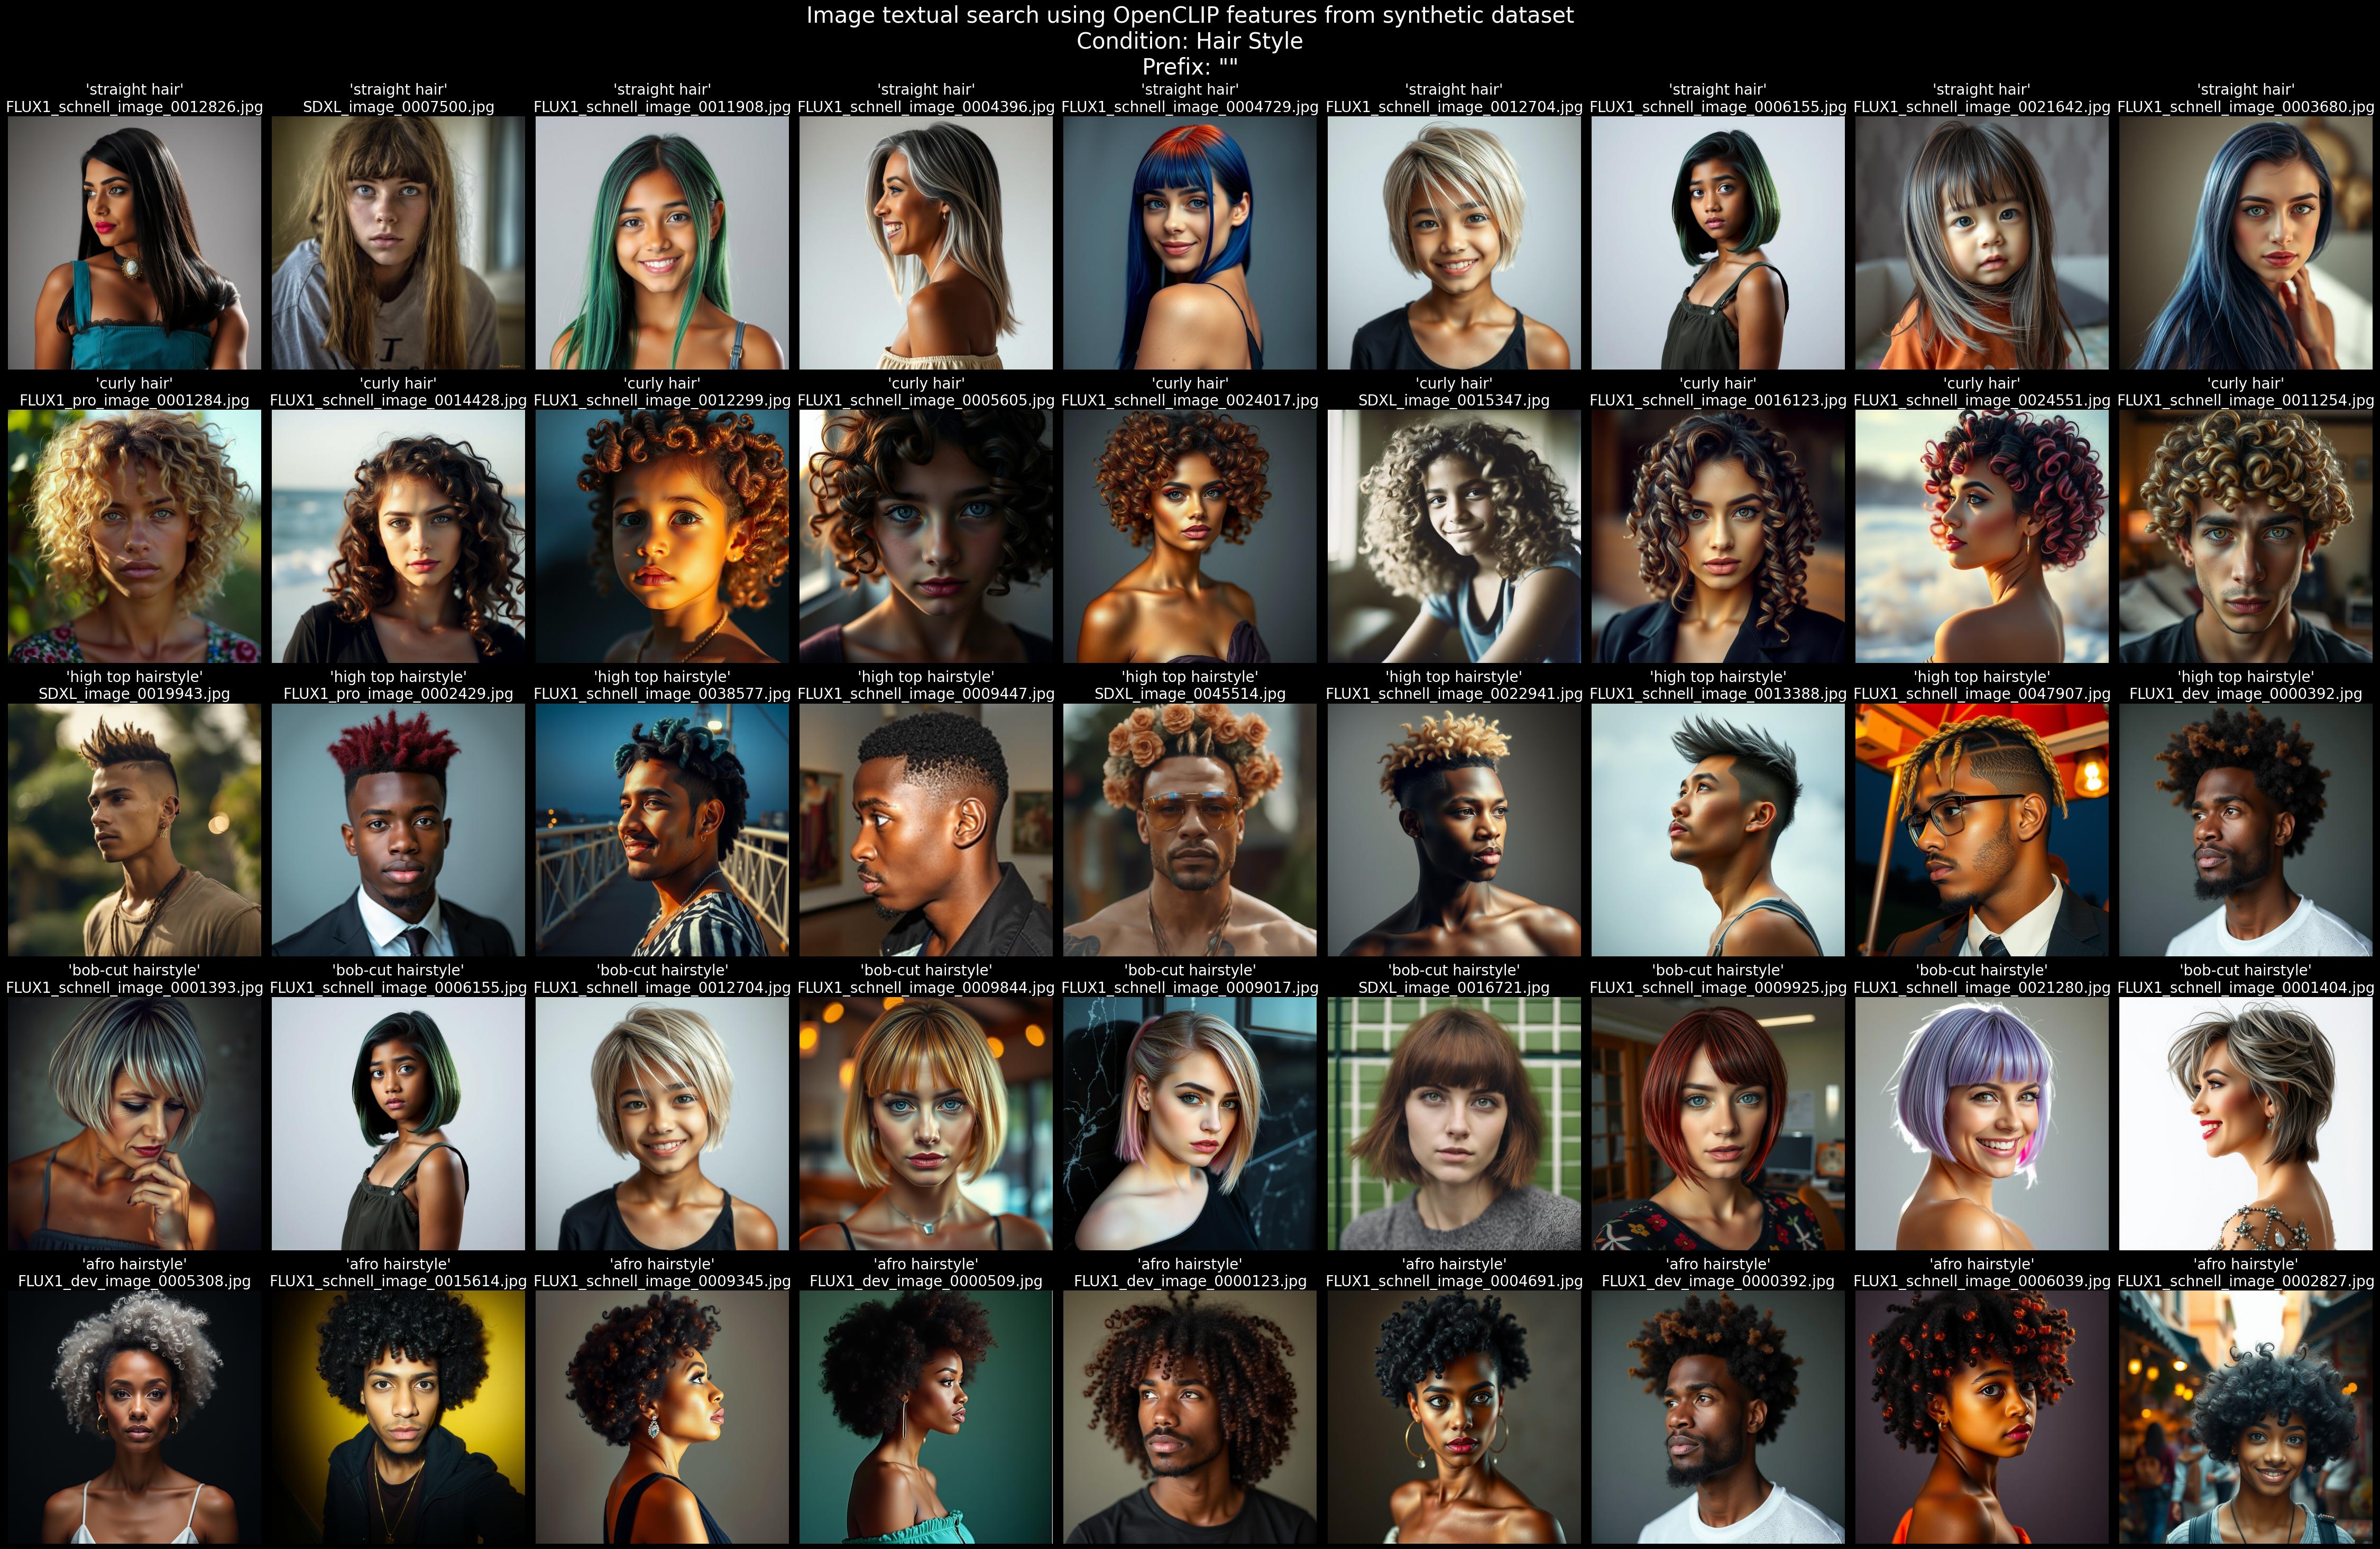 Image textual search using OpenCLIP features from synthetic dataset
Condition: Hair Style
Prefix: ""
'straight hair' 'straight hair' 'straight hair' 'straight hair' 'straight hair' 'straight hair' 'straight hair' 'straight hair' 'straight hair'
FLUX1_schnell_image_0012826.jpg SDXL_image_0007500.jpg FLUX1_schnell_image_0011908.jpg FLUX1_schnell_image_0004396.jpg FLUX1_schnell_image_0004729.jpg FLUX1_schnell_image_0012704.jpg FLUX1_schnell_image_0006155.jpg FLUX1_schnell_image_0021642.jpg FLUX1_schnell_image_0003680.jpg
'curly hair' 'curly hair' 'curly hair' 'curly hair' 'curly hair' 'curly hair' 'curly hair' 'curly hair' 'curly hair'
FLUX1_pro_image_0001284.jpg FLUX1_schnell_image_0014428.jpg FLUX1_schnell_image_0012299.jpg FLUX1_schnell_image_0005605.jpg FLUX1_schnell_image_0024017.jpg SDXL_image_0015347.jpg FLUX1_schnell_image_0016123.jpg FLUX1_schnell_image_0024551.jpg FLUX1_schnell_image_0011254.jpg
'high top hairstyle' 'high top hairstyle' 'high top hairstyle' 'high top hairstyle' 'high top hairstyle' 'high top hairstyle' 'high top hairstyle' 'high top hairstyle' 'high top hairstyle'
SDXL_image_0019943.jpg FLUX1_pro_image_0002429.jpg FLUX1_schnell_image_0038577.jpg FLUX1_schnell_image_0009447.jpg SDXL_image_0045514.jpg FLUX1_schnell_image_0022941.jpg FLUX1_schnell_image_0013388.jpg FLUX1_schnell_image_0047907.jpg FLUX1_dev_image_0000392.jpg
'bob-cut hairstyle' 'bob-cut hairstyle' 'bob-cut hairstyle' 'bob-cut hairstyle' 'bob-cut hairstyle' 'bob-cut hairstyle' 'bob-cut hairstyle' 'bob-cut hairstyle' 'bob-cut hairstyle'
FLUX1_schnell_image_0001393.jpg FLUX1_schnell_image_0006155.jpg FLUX1_schnell_image_0012704.jpg FLUX1_schnell_image_0009844.jpg FLUX1_schnell_image_0009017.jpg SDXL_image_0016721.jpg FLUX1_schnell_image_0009925.jpg FLUX1_schnell_image_0021280.jpg FLUX1_schnell_image_0001404.jpg
'afro hairstyle' 'afro hairstyle' 'afro hairstyle' 'afro hairstyle' 'afro hairstyle' 'afro hairstyle' 'afro hairstyle' 'afro hairstyle' 'afro hairstyle'
FLUX1_dev_image_0005308.jpg FLUX1_schnell_image_0015614.jpg FLUX1_schnell_image_0009345.jpg FLUX1_dev_image_0000509.jpg FLUX1_dev_image_0000123.jpg FLUX1_schnell_image_0004691.jpg FLUX1_dev_image_0000392.jpg FLUX1_schnell_image_0006039.jpg FLUX1_schnell_image_0002827.jpg